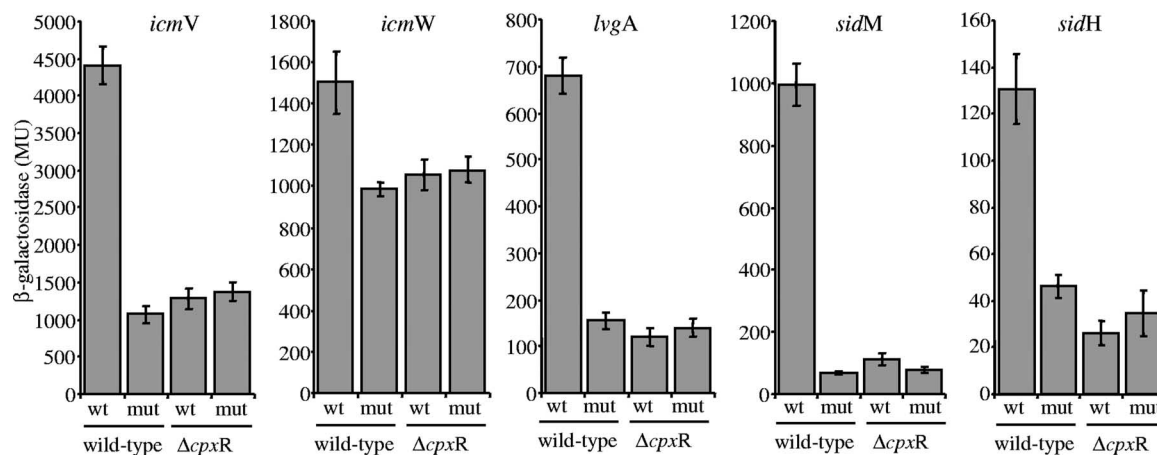 β-galactosidase (MU)
icmV
5000
4500
4000
3500
3000
2500
2000
1500
1000
500
0
wt mut wt mut
wild-type ΔcpxR
icmW
1800
1600
1400
1200
1000
800
600
400
200
0
wt mut wt mut
wild-type ΔcpxR
lvgA
800
700
600
500
400
300
200
100
0
wt mut wt mut
wild-type ΔcpxR
sidM
1200
1000
800
600
400
200
0
wt mut wt mut
wild-type ΔcpxR
sidH
160
140
120
100
80
60
40
20
0
wt mut wt mut
wild-type ΔcpxR